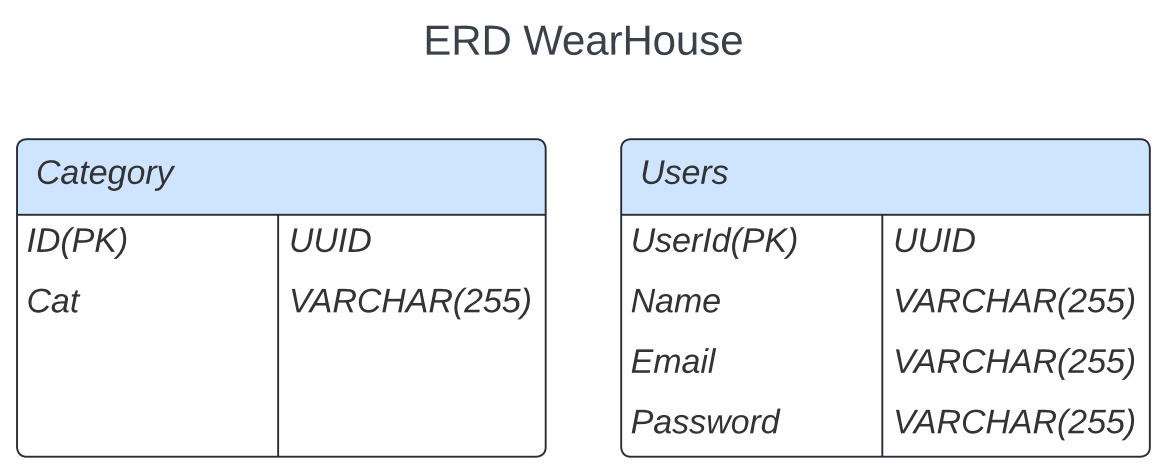 ERD WearHouse
Category
ID(PK) UUID
Cat VARCHAR(255)
Users
UserId(PK) UUID
Name VARCHAR(255)
Email VARCHAR(255)
Password VARCHAR(255)